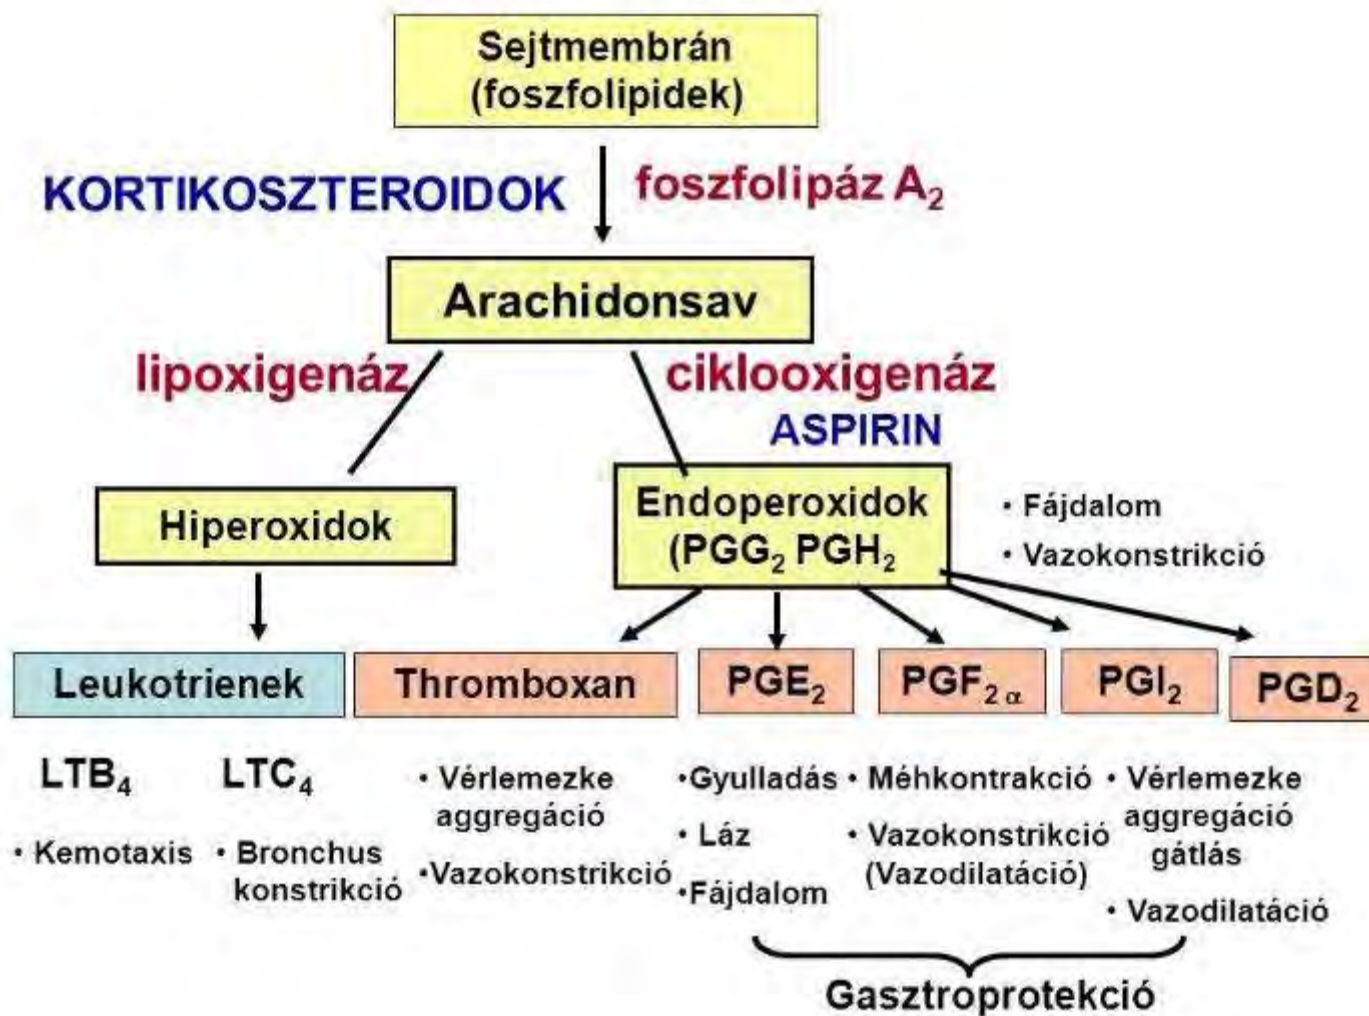 Sejtmembrán
(foszfolipidek)
KORTIKOSZTEROIDOK
foszfolipáz A₂
Arachidonsav
lipoxigenáz
ciklooxigenáz
ASPIRIN
Hiperoxidok
Endoperoxidok
(PGG₂ PGH₂
• Fájdalom
• Vazokonstrikció
Leukotrienek
Thromboxan
PGE₂
PGF₂ α
PGI₂
PGD₂
LTB₄
• Kemotaxis
LTC₄
• Bronchus
konstrikció
• Vérlemezke
aggregáció
•Vazokonstrikció
•Gyulladás
• Láz
•Fájdalom
• Méhkontrakció
• Vazokonstrikció
(Vazodilatáció)
• Vérlemezke
aggregáció
gátlás
• Vazodilatáció
Gasztroprotekció